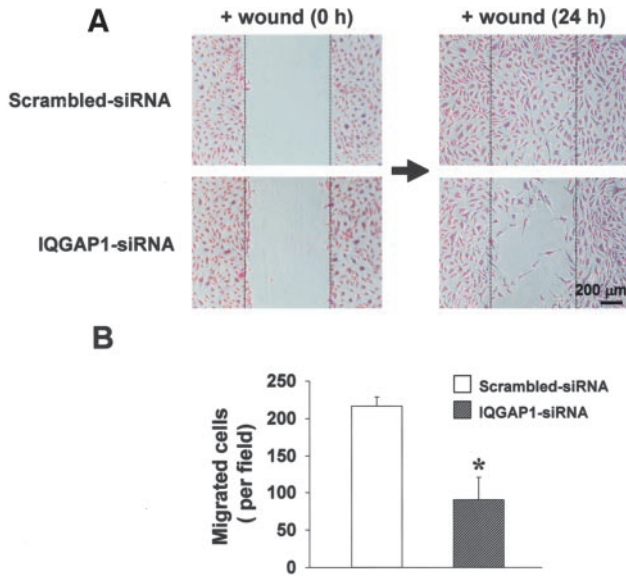 A
+ wound (0 h)
+ wound (24 h)
Scrambled-siRNA
IQGAP1-siRNA
200 µm
B
Migrated cells
( per field)
250
200
150
100
50
0
*
Scrambled-siRNA
IQGAP1-siRNA